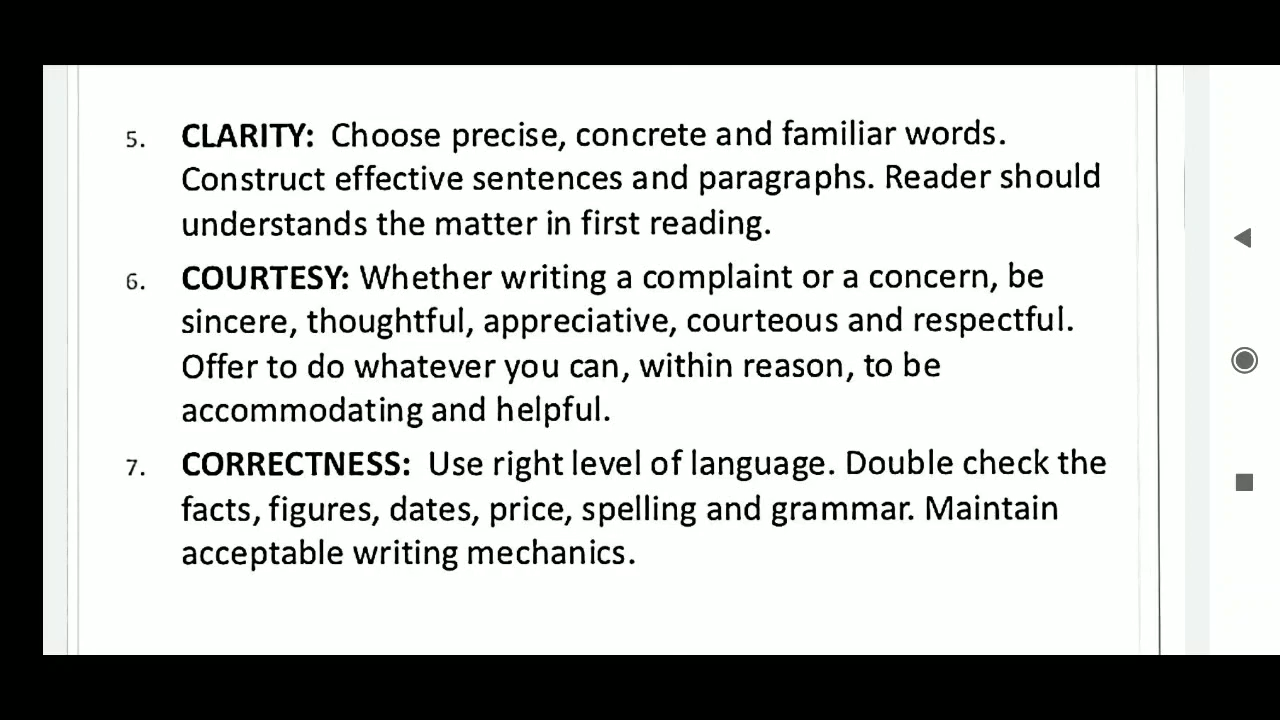 5. CLARITY: Choose precise, concrete and familiar words.
Construct effective sentences and paragraphs. Reader should
understands the matter in first reading.
6. COURTESY: Whether writing a complaint or a concern, be
sincere, thoughtful, appreciative, courteous and respectful.
Offer to do whatever you can, within reason, to be
accommodating and helpful.
7. CORRECTNESS: Use right level of language. Double check the
facts, figures, dates, price, spelling and grammar. Maintain
acceptable writing mechanics.